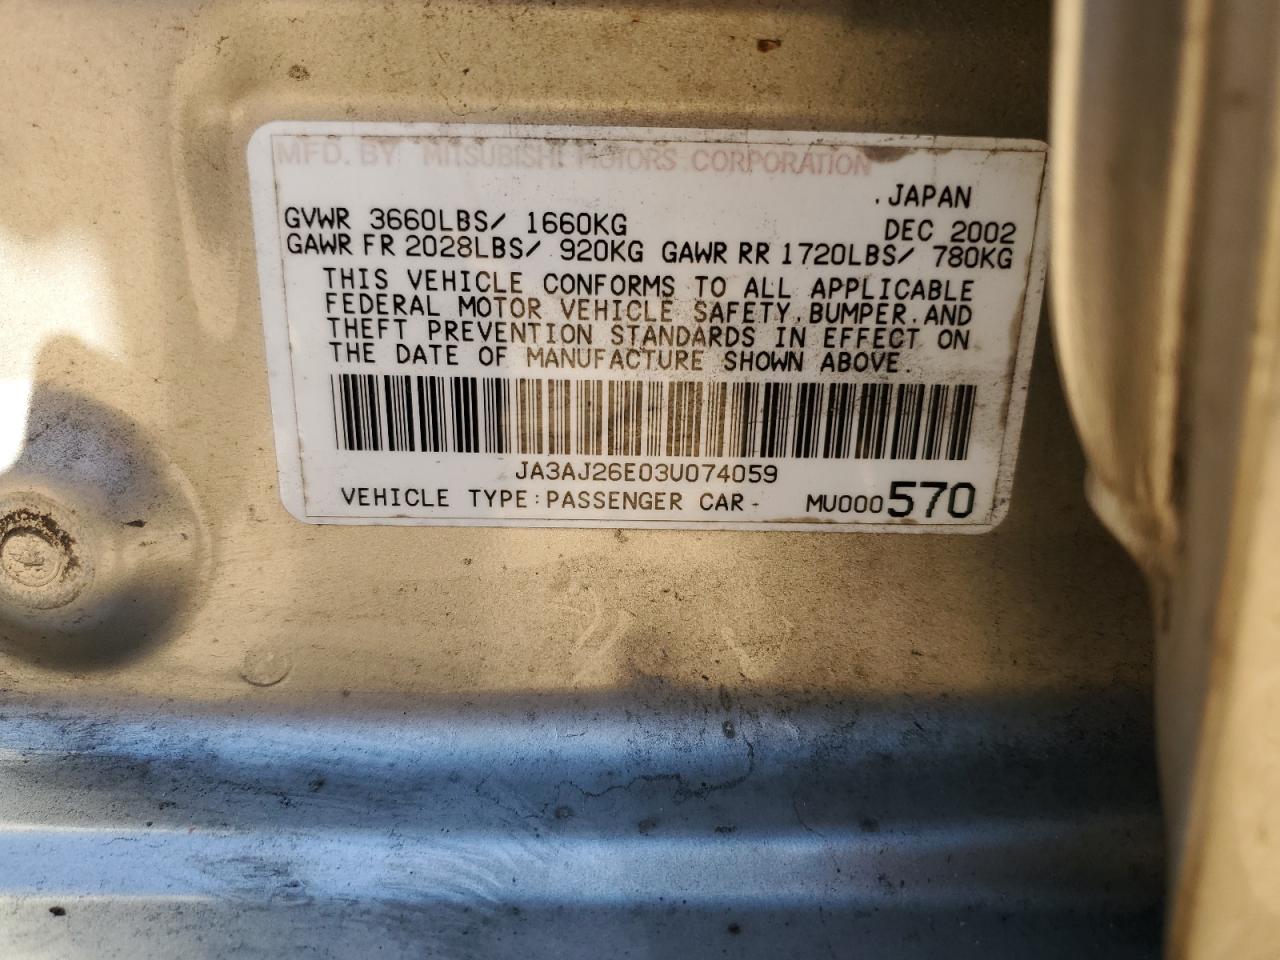 MFD. BY MITSUBISHI MOTORS CORPORATION
.JAPAN
GVWR 3660LBS/ 1660KG DEC 2002
GAWR FR 2028LBS/ 920KG GAWR RR 1720LBS/ 780KG
THIS VEHICLE CONFORMS TO ALL APPLICABLE
FEDERAL MOTOR VEHICLE SAFETY, BUMPER, AND
THEFT PREVENTION STANDARDS IN EFFECT ON
THE DATE OF MANUFACTURE SHOWN ABOVE.
JA3AJ26E03U074059
VEHICLE TYPE:PASSENGER CAR- MU000570